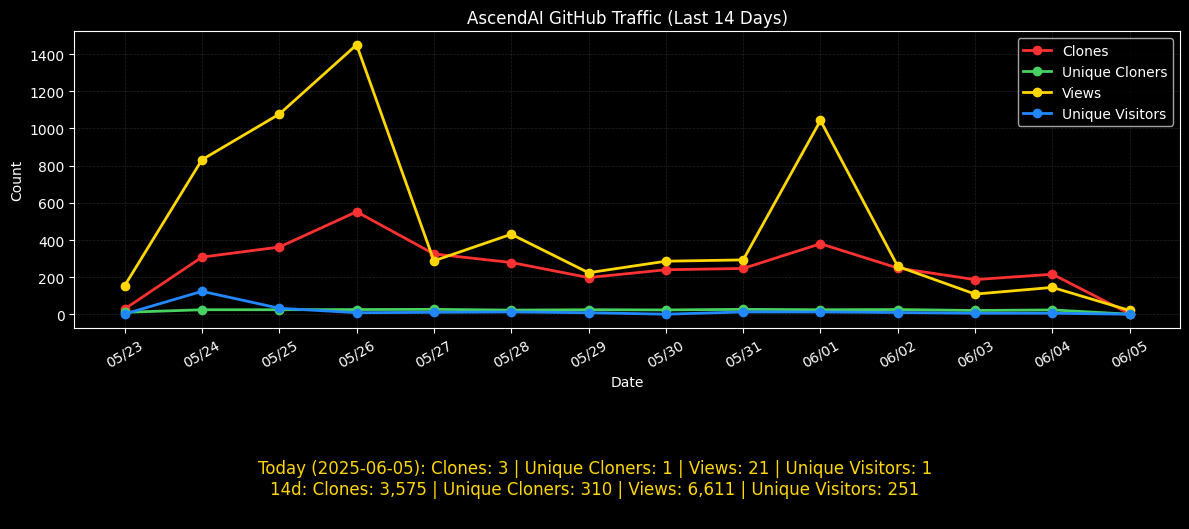 AscendAI GitHub Traffic (Last 14 Days)
Clones
Unique Cloners
Views
Unique Visitors
Count
1400
1200
1000
800
600
400
200
0
05/23 05/24 05/25 05/26 05/27 05/28 05/29 05/30 05/31 06/01 06/02 06/03 06/04 06/05
Date
Today (2025-06-05): Clones: 3 | Unique Cloners: 1 | Views: 21 | Unique Visitors: 1
14d: Clones: 3,575 | Unique Cloners: 310 | Views: 6,611 | Unique Visitors: 251